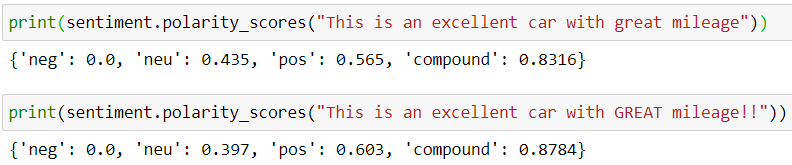 print(sentiment.polarity_scores("This is an excellent car with great mileage"))
{'neg': 0.0, 'neu': 0.435, 'pos': 0.565, 'compound': 0.8316}
print(sentiment.polarity_scores("This is an excellent car with GREAT mileage!!"))
{'neg': 0.0, 'neu': 0.397, 'pos': 0.603, 'compound': 0.8784}